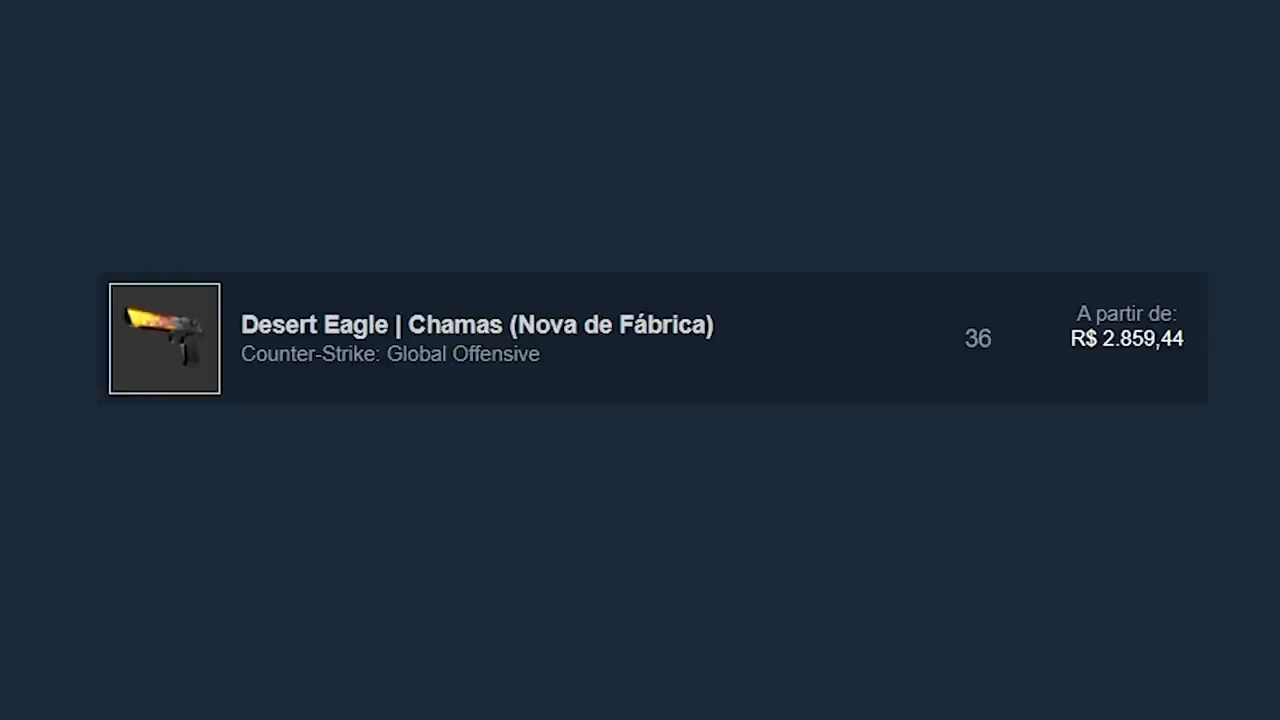 Desert Eagle | Chamas (Nova de Fábrica)
Counter-Strike: Global Offensive
36
A partir de:
R$ 2.859,44